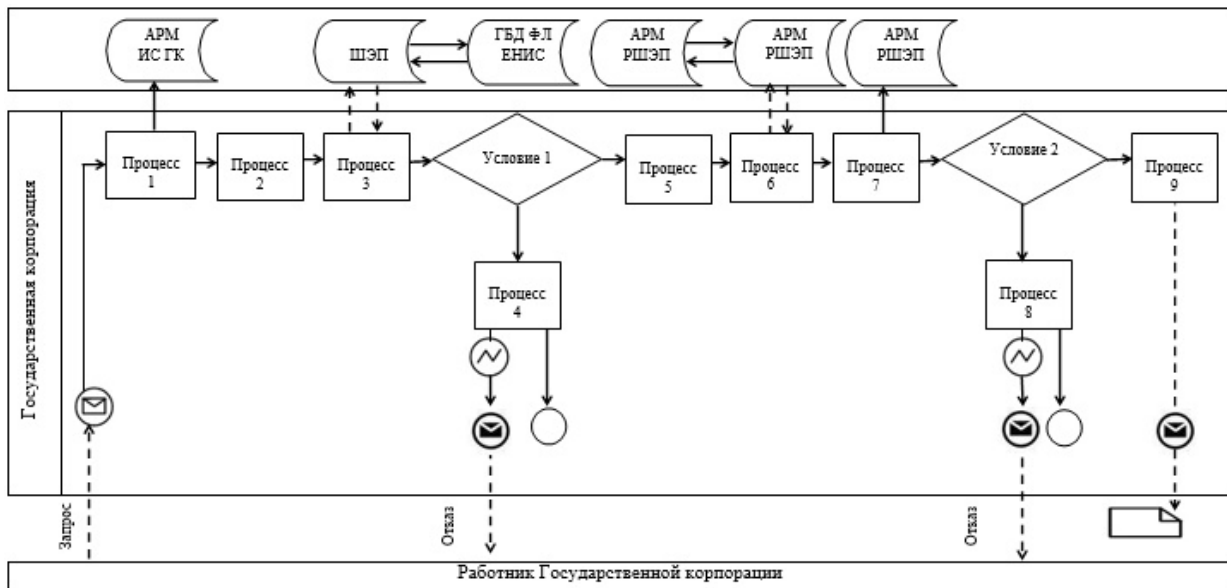 АРМ
ИС ГК
ШЭП
ГБД ФЛ
ЕНИС
АРМ
РШЭП
АРМ
РШЭП
АРМ
РШЭП
Государственная корпорация
Процесс
1
Процесс
2
Процесс
3
Условие 1
Процесс
5
Процесс
6
Процесс
7
Условие 2
Процесс
9
Процесс
4
Процесс
8
Запрос
Отказ
Отказ
Работник Государственной корпорации